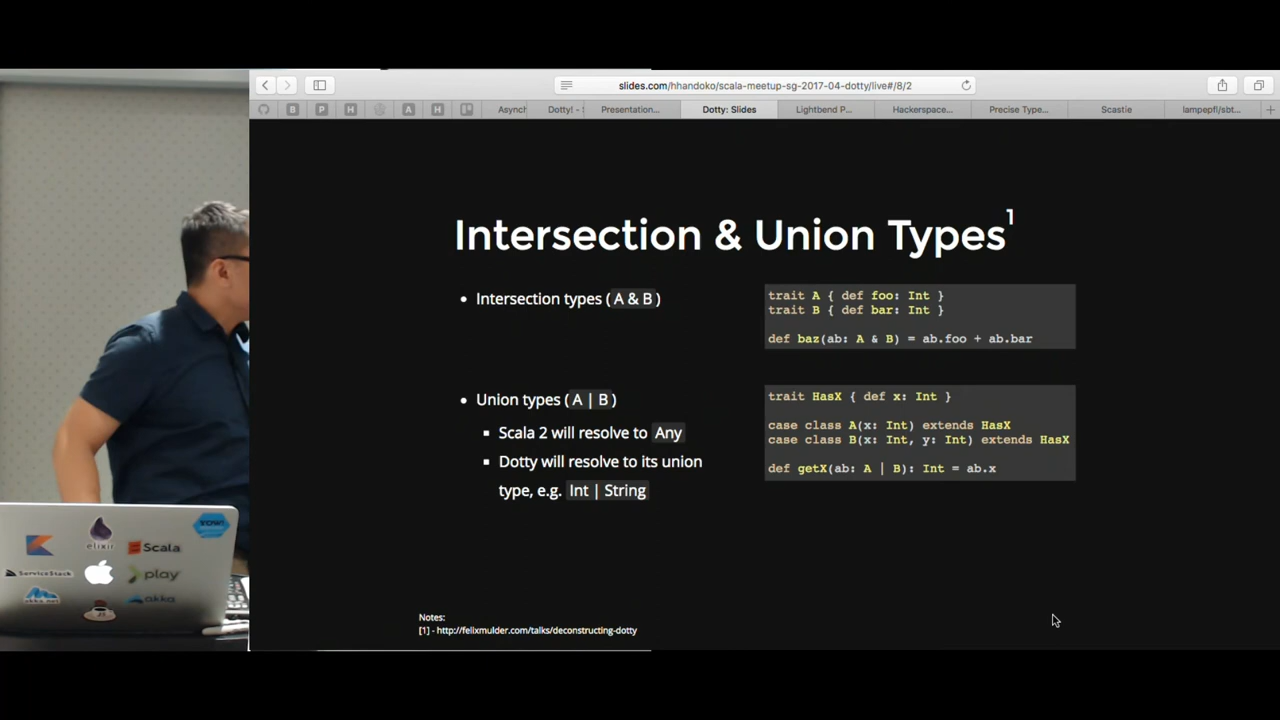 slides.com/hhandoko/scala-meetup-sg-2017-04-dotty/live#/8/2
B
P
H
A
H
Asynch
Dotty! -
Presentation...
Dotty: Slides
Lightbend P...
Hackerspace...
Precise Type...
Scastie
lampepfl/sbt...
Intersection & Union Types1
• Intersection types ( A & B )
trait A { def foo: Int }
trait B { def bar: Int }
def baz(ab: A & B) = ab.foo + ab.bar
• Union types ( A | B )
Scala 2 will resolve to Any
Dotty will resolve to its union
type, e.g. Int | String
trait HasX { def x: Int }
case class A(x: Int) extends HasX
case class B(x: Int, y: Int) extends HasX
def getX(ab: A | B): Int = ab.x
YOW!
elixir
Scala
ServiceStack
play
akka.net
akka
Notes:
[1] - http://felixmulder.com/talks/deconstructing-dotty